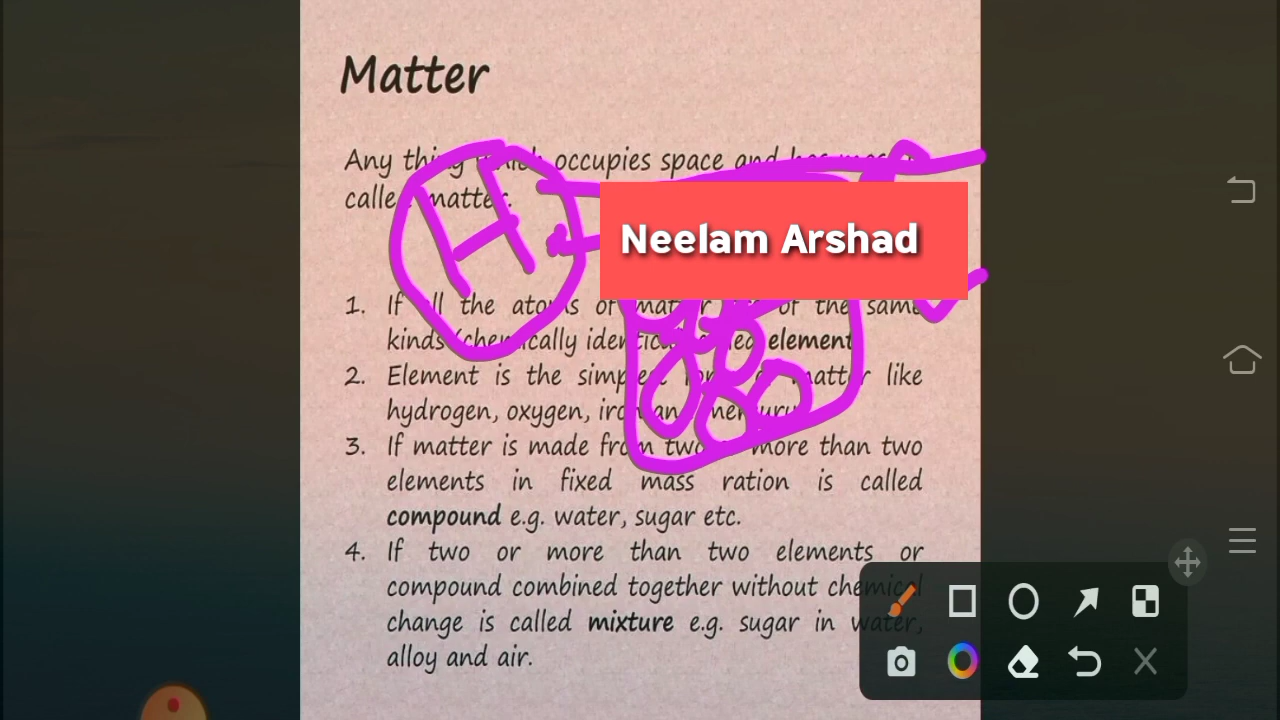 Matter
Any thing which occupies space and has mass
called matter.
H
Neelam Arshad
1. If all the atoms of matter of the same
kinds (chemically identical called element
2. Element is the simplest form of matter like
hydrogen, oxygen, iron and mercury
3. If matter is made from two more than two
elements in fixed mass ration is called
compound e.g. water, sugar etc.
4. If two or more than two elements or
compound combined together without chemical
change is called mixture e.g. sugar in water,
alloy and air.